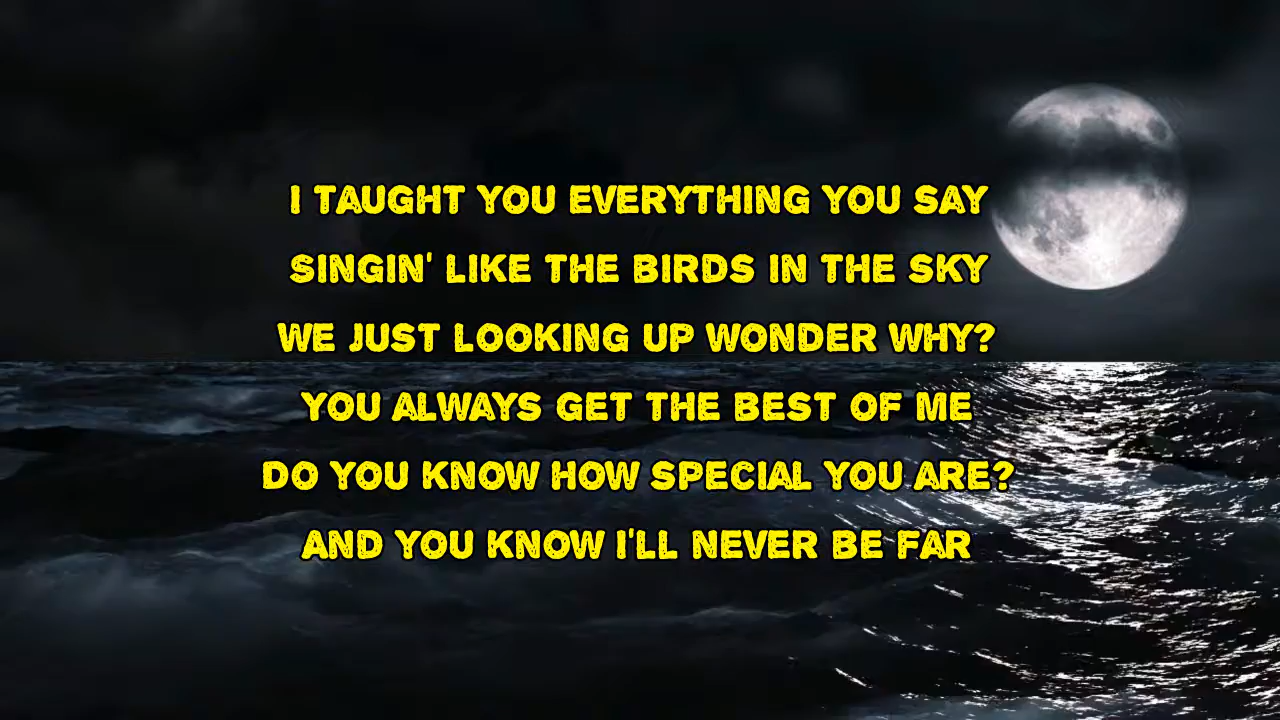 I TAUGHT YOU EVERYTHING YOU SAY
SINGIN' LIKE THE BIRDS IN THE SKY
WE JUST LOOKING UP WONDER WHY?
YOU ALWAYS GET THE BEST OF ME
DO YOU KNOW HOW SPECIAL YOU ARE?
AND YOU KNOW I'LL NEVER BE FAR